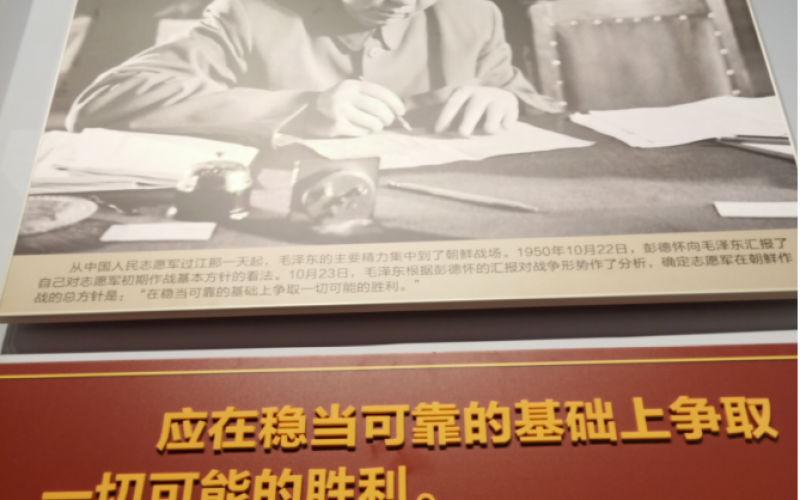 从中国人民志愿军过江那一天起，毛泽东的主要精力集中到了朝鲜战场。1950年10月22日，彭德怀向毛泽东汇报了
自己对志愿军初期作战基本方针的看法。10月23日，毛泽东根据彭德怀的汇报对战争形势作了分析，确定志愿军在朝鲜作
战的总方针是：“在稳当可靠的基础上争取一切可能的胜利。”
应在稳当可靠的基础上争取
一切可能的胜利。